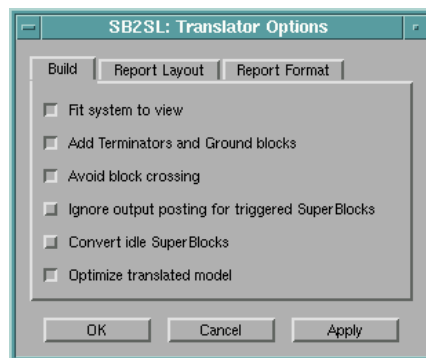 SB2SL: Translator Options
Build Report Layout Report Format
Fit system to view
Add Terminators and Ground blocks
Avoid block crossing
Ignore output posting for triggered SuperBlocks
Convert idle SuperBlocks
Optimize translated model
OK Cancel Apply